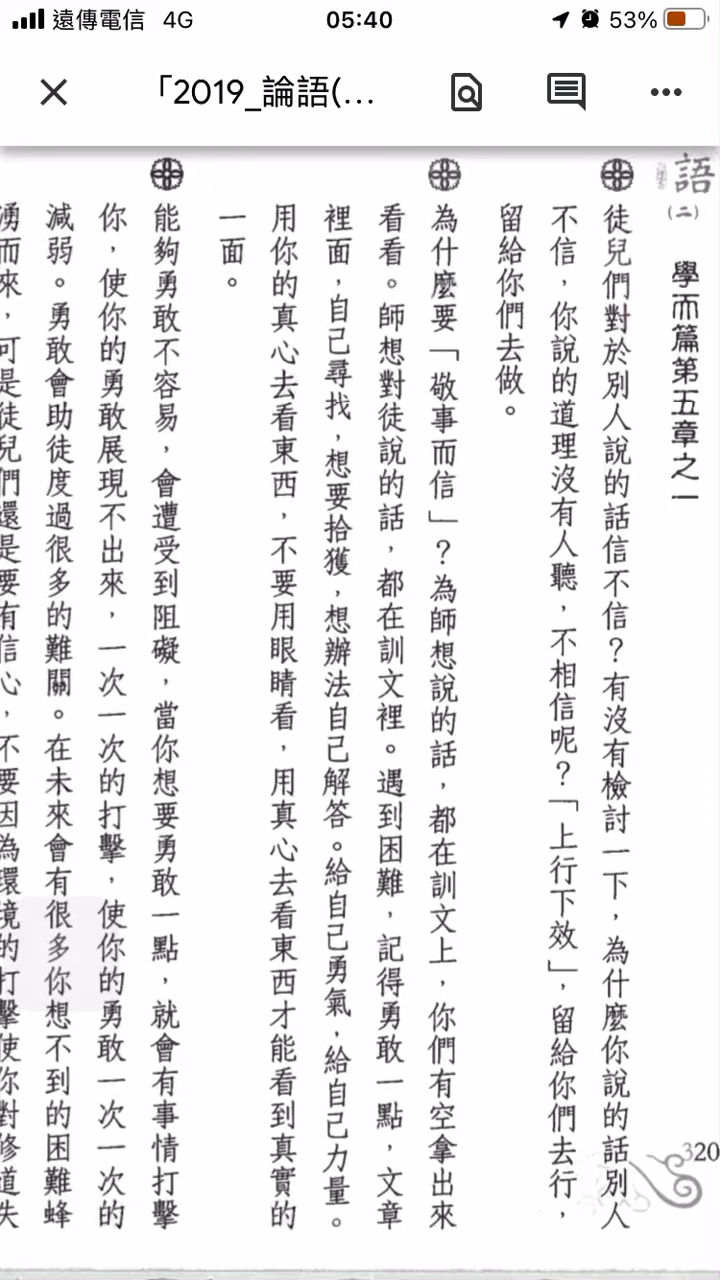 遠傳電信 4G 05:40 53%
「2019_論語(...
語
(二)
學而篇第五章之一
徒兒們對於別人說的話信不信？有沒有檢討一下，為什麼你說的話別人
不信，你說的道理沒有人聽，不相信呢？「上行下效」，留給你們去行，
留給你們去做。
為什麼要「敬事而信」？為師想說的話，都在訓文上，你們有空拿出來
看看。師想對徒說的話，都在訓文裡。遇到困難，記得勇敢一點，文章
裡面，自己尋找，想要拾獲，想辦法自己解答。給自己勇氣，給自己力量。
用你的真心去看東西，不要用眼睛看，用真心去看東西才能看到真實的
一面。
能夠勇敢不容易，會遭受到阻礙，當你想要勇敢一點，就會有事情打擊
你，使你的勇敢展現不出來，一次一次的打擊，使你的勇敢一次一次的
減弱。勇敢會助徒度過很多的難關。在未來會有很多你想不到的困難蜂
湧而來，可是徒兒們還是要有信心，不要因為環境的打擊使你對修道失
320